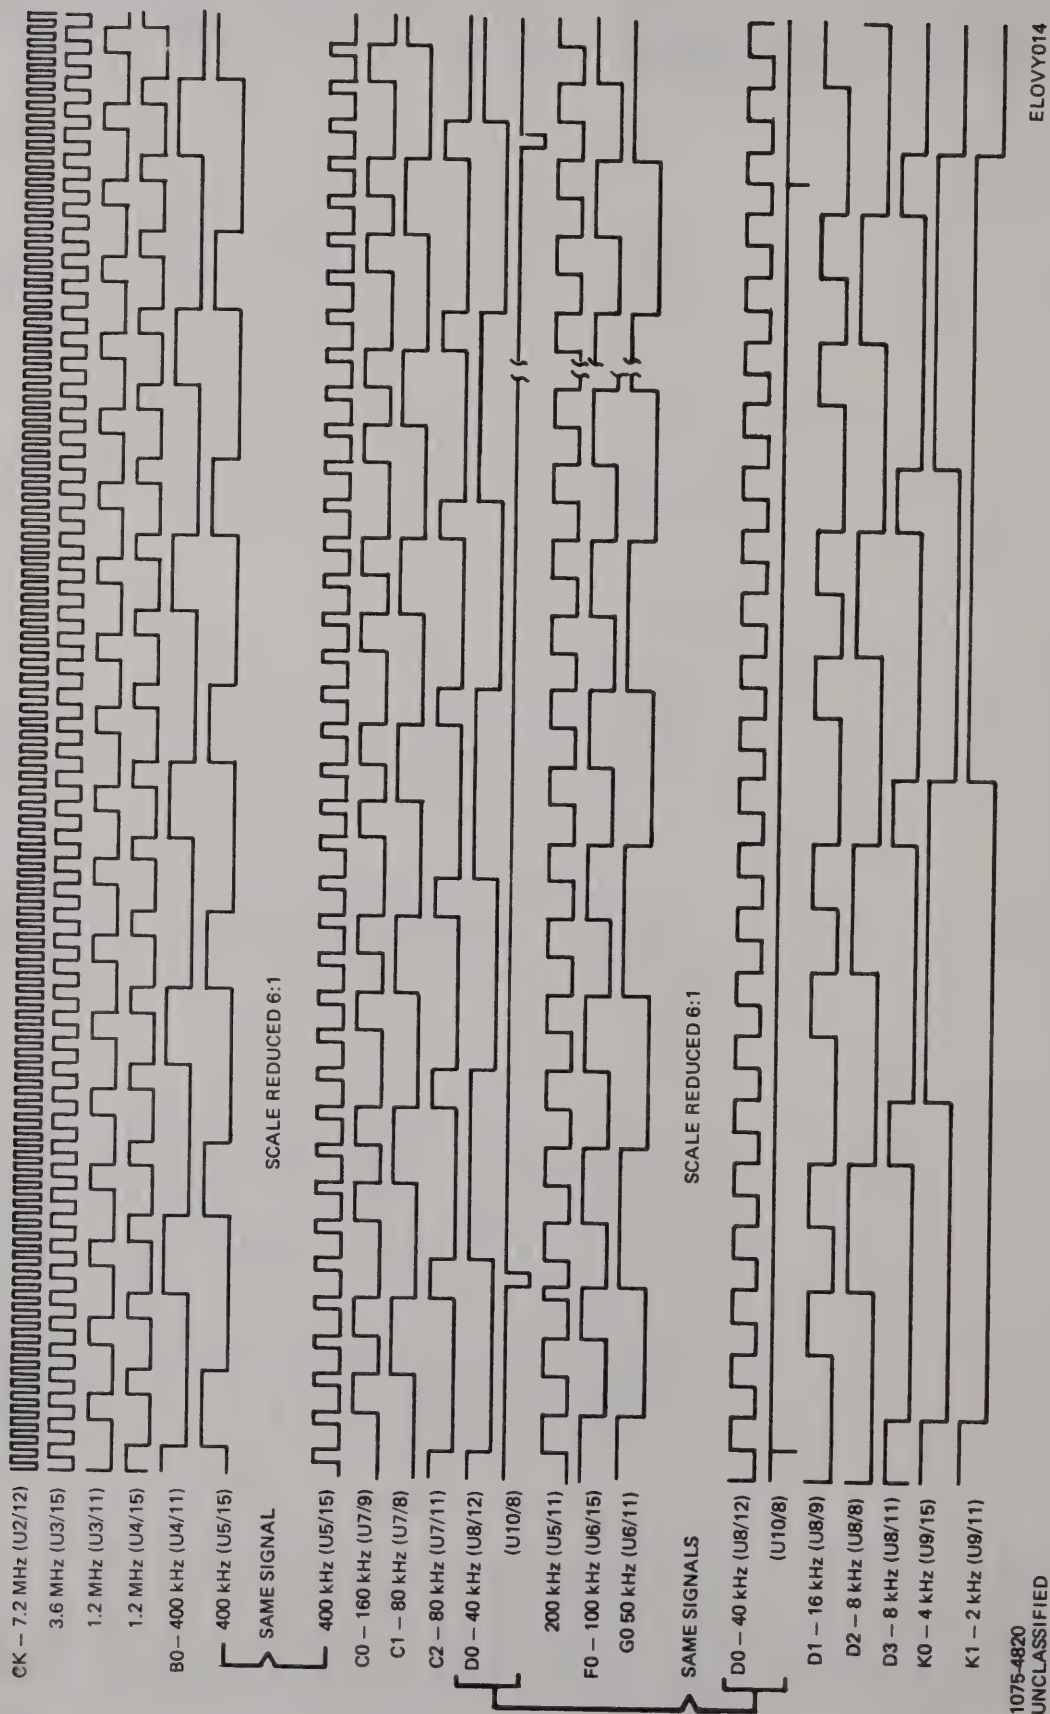 CK – 7.2 MHz (U2/12)
3.6 MHz (U3/15)
1.2 MHz (U3/11)
1.2 MHz (U4/15)
B0 – 400 kHz (U4/11)
400 kHz (U5/15)
SAME SIGNAL
SCALE REDUCED 6:1
400 kHz (U5/15)
C0 – 160 kHz (U7/9)
C1 – 80 kHz (U7/8)
C2 – 80 kHz (U7/11)
D0 – 40 kHz (U8/12)
(U10/8)
200 kHz (U5/11)
F0 – 100 kHz (U6/15)
G0 50 kHz (U6/11)
SAME SIGNALS
SCALE REDUCED 6:1
D0 – 40 kHz (U8/12)
(U10/8)
D1 – 16 kHz (U8/9)
D2 – 8 kHz (U8/8)
D3 – 8 kHz (U8/11)
K0 – 4 kHz (U9/15)
K1 – 2 kHz (U9/11)
1075-4820
UNCLASSIFIED
ELOVY014